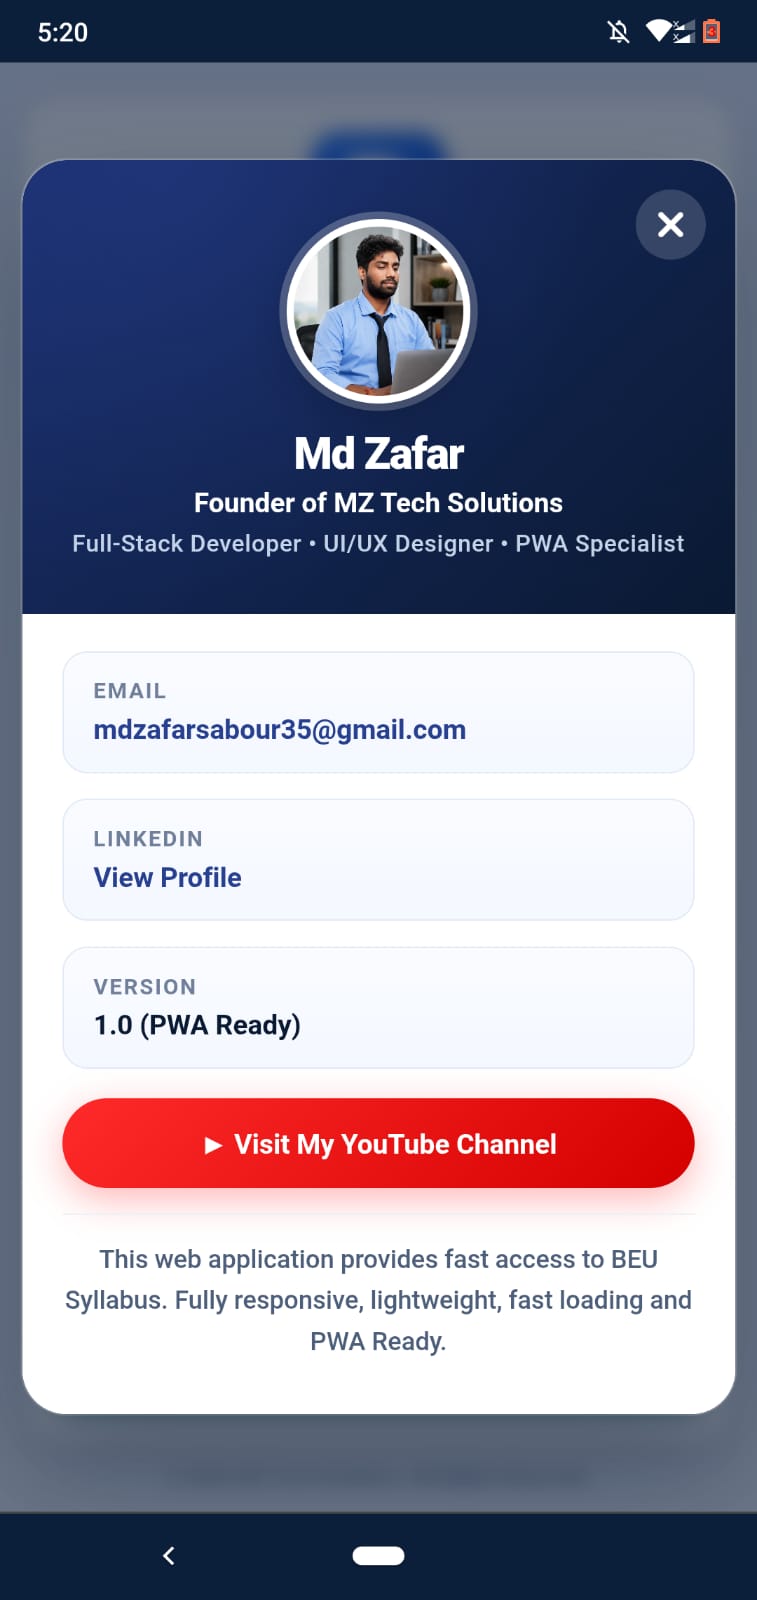 5:20
Md Zafar
Founder of MZ Tech Solutions
Full-Stack Developer • UI/UX Designer • PWA Specialist
EMAIL
mdzafarsabour35@gmail.com
LINKEDIN
View Profile
VERSION
1.0 (PWA Ready)
▶ Visit My YouTube Channel
This web application provides fast access to BEU
Syllabus. Fully responsive, lightweight, fast loading and
PWA Ready.